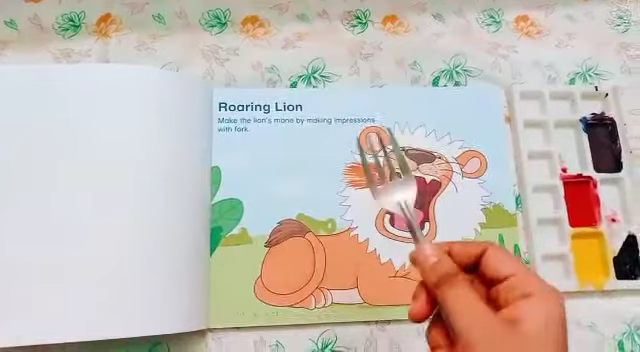 Roaring Lion
Make the lion's mane by making impressions
with fork.